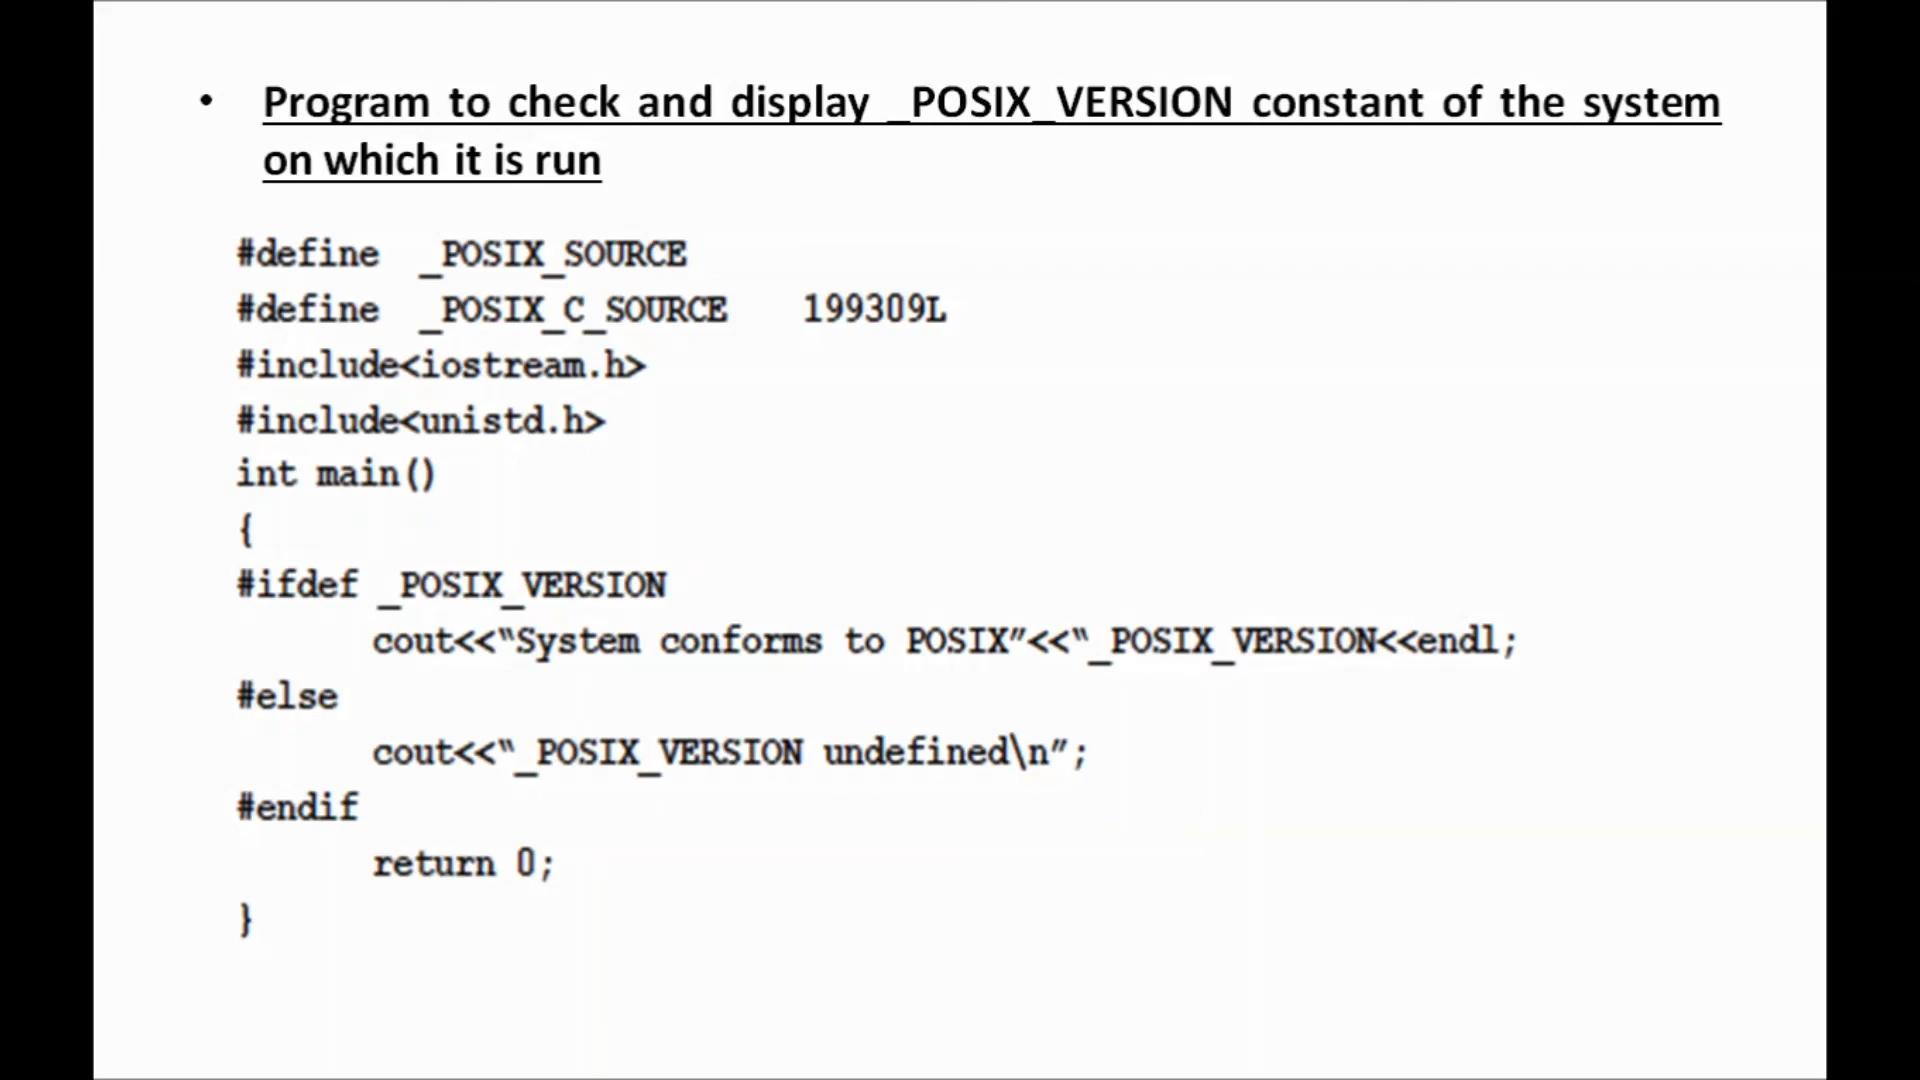 • Program to check and display _POSIX_VERSION constant of the system
on which it is run
#define _POSIX_SOURCE
#define _POSIX_C_SOURCE 199309L
#include<iostream.h>
#include<unistd.h>
int main()
{
#ifdef _POSIX_VERSION
cout<<“System conforms to POSIX”<<“_POSIX_VERSION<<endl;
#else
cout<<“_POSIX_VERSION undefined\n”;
#endif
return 0;
}